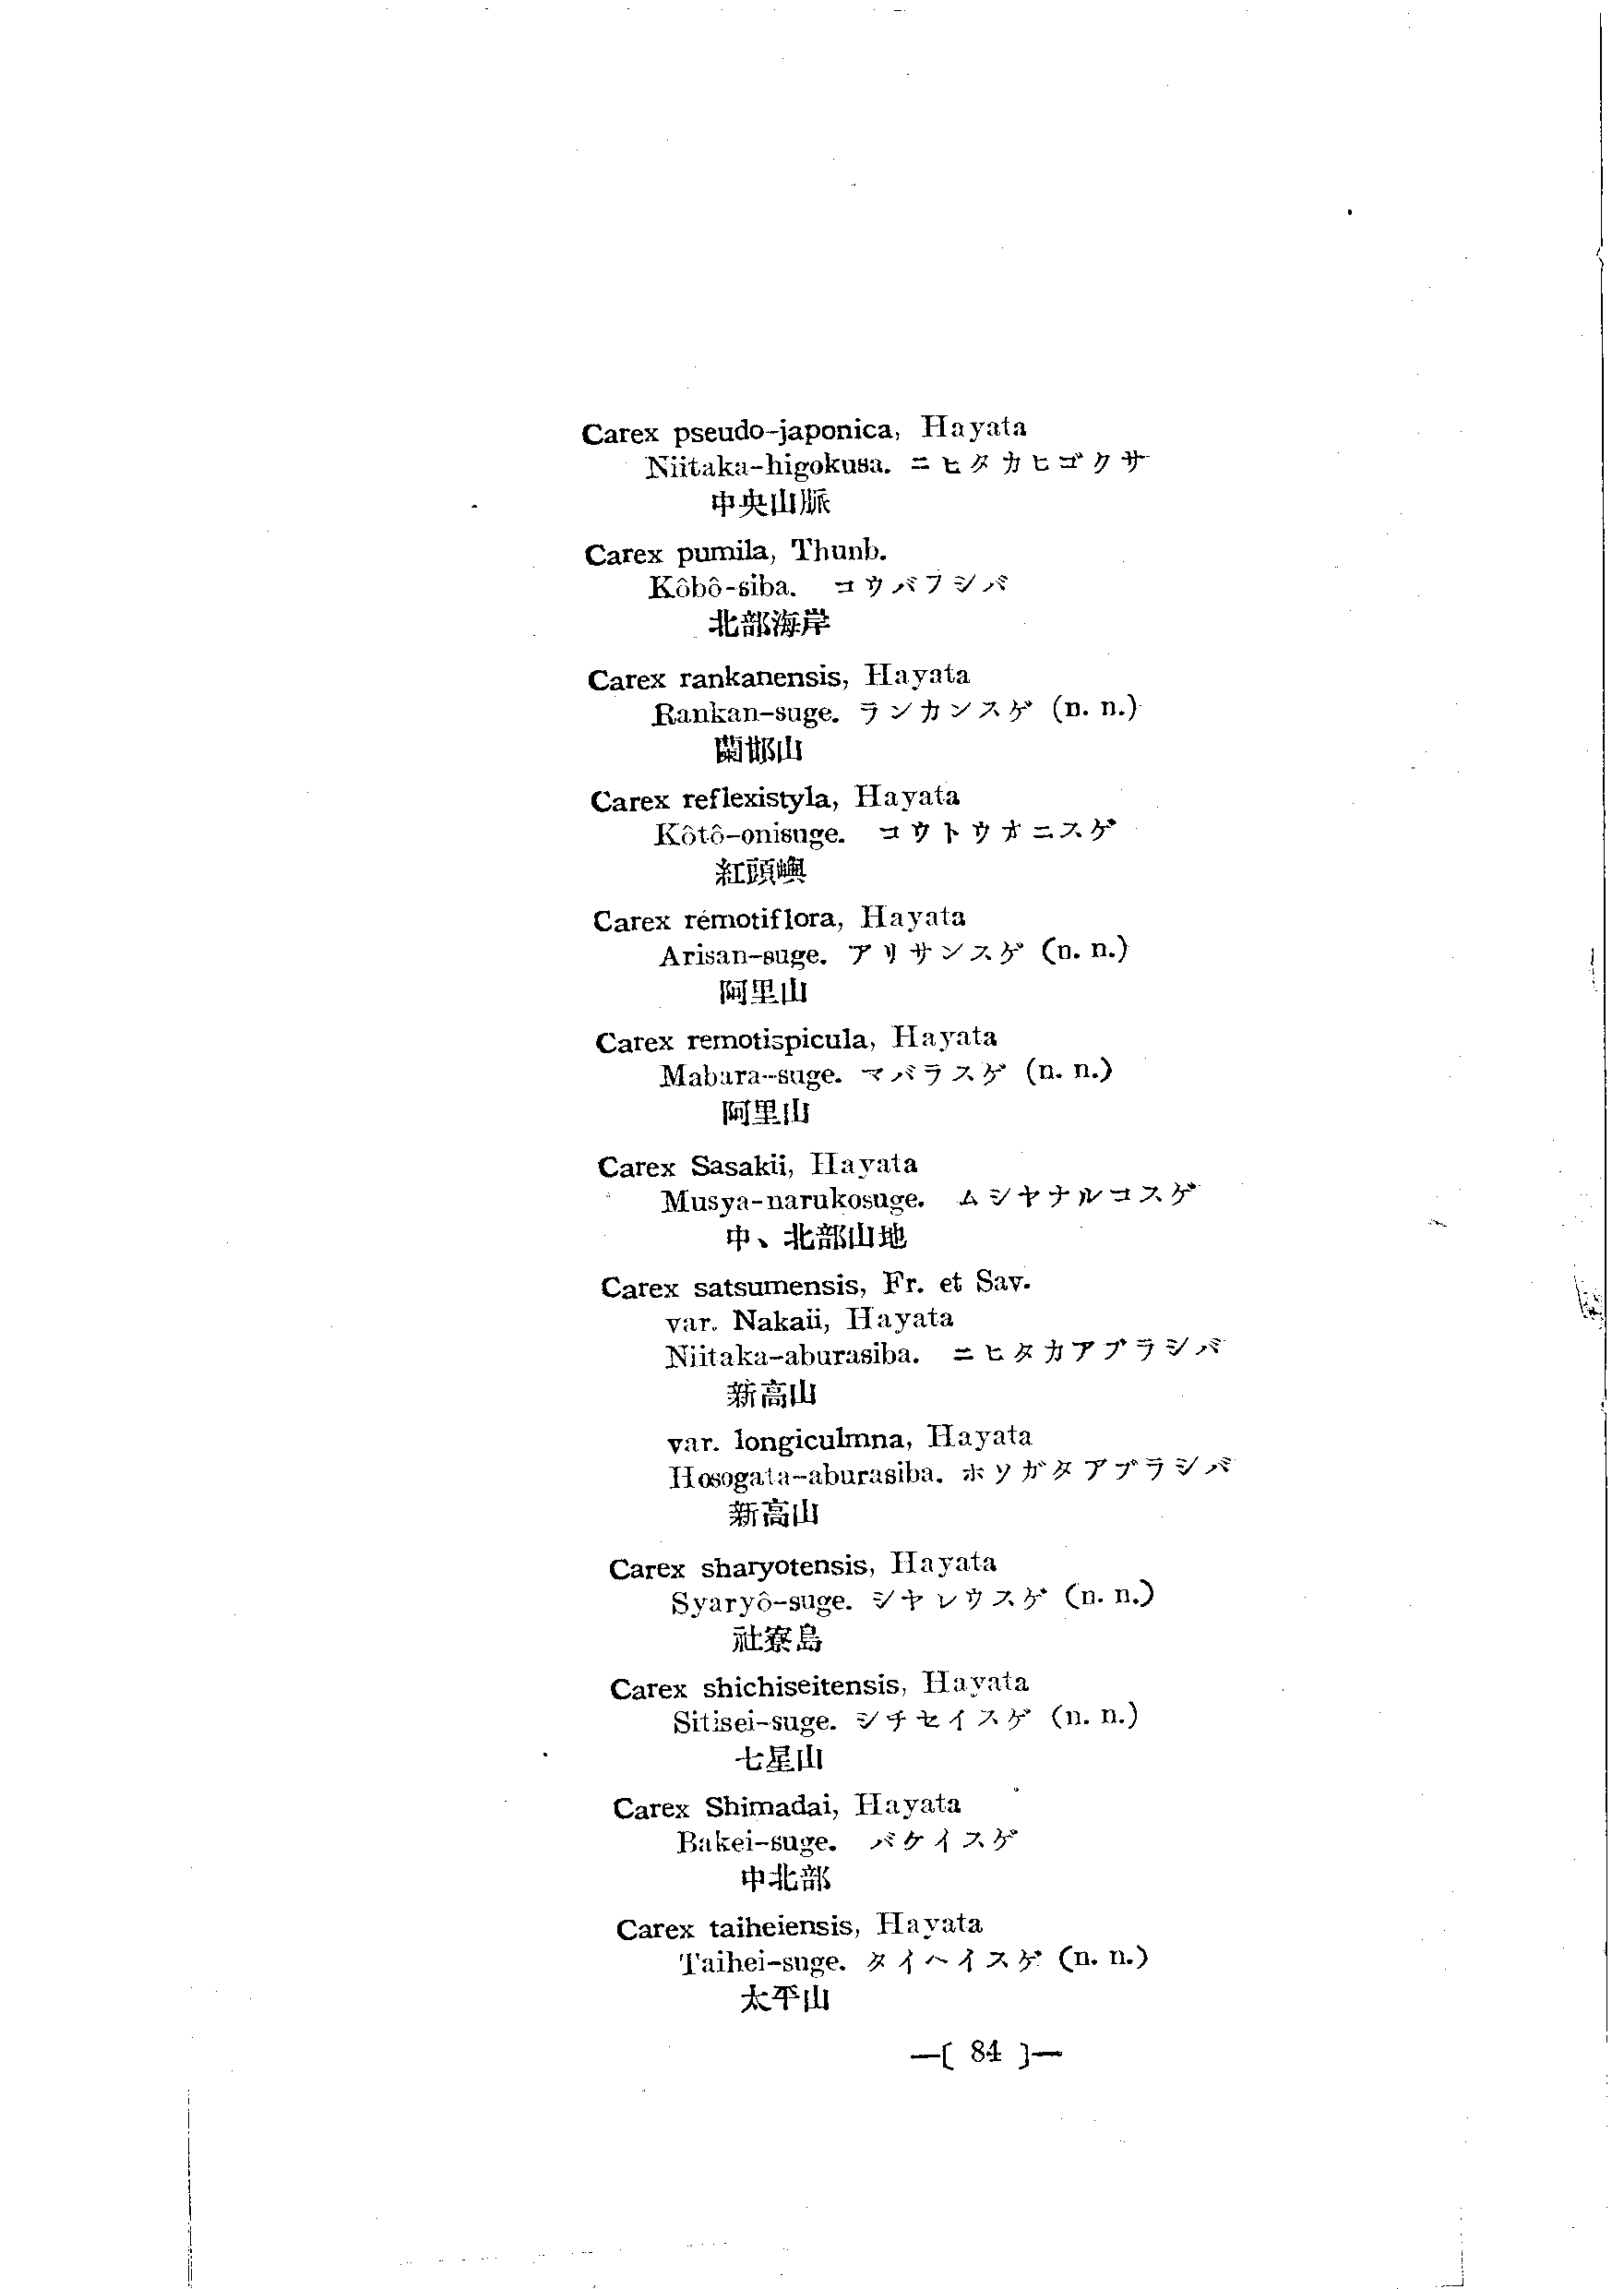 Carex pseudo-japonica, Hayata
Niitaka-higokusa. ニヒタカヒゴクサ
中央山脈
Carex pumila, Thunb.
Kôbô-siba. コウバフシバ
北部海岸
Carex rankanensis, Hayata
Rankan-suge. ランカンスゲ (n. n.)
山
Carex reflexistyla, Hayata
Kôtô-onisuge. コウトウオニスゲ
紅頭嶼
Carex rémotiflora, Hayata
Arisan-suge. アリサンスゲ (n. n.)
阿里山
Carex remotispicula, Hayata
Mabara-suge. マバラスゲ (n. n.)
阿里山
Carex Sasakii, Hayata
Musya-narukosuge. ムシヤナルコスゲ
中、北部山地
Carex satsumensis, Fr. et Sav.
var. Nakaii, Hayata
Niitaka-aburasiba. ニヒタカアブラシバ
新高山
var. longiculmna, Hayata
Hosogata-aburasiba. ホソガタアブラシバ
新高山
Carex sharyotensis, Hayata
Syaryô-suge. シヤレウスゲ (n. n.)
社寮島
Carex shichiseitensis, Hayata
Sitisei-suge. シチセイスゲ (n. n.)
七星山
Carex Shimadai, Hayata
Bakei-suge. バケイスゲ
中北部
Carex taiheiensis, Hayata
Taihei-suge. タイヘイスゲ (n. n.)
太平山
—[ 84 ]—